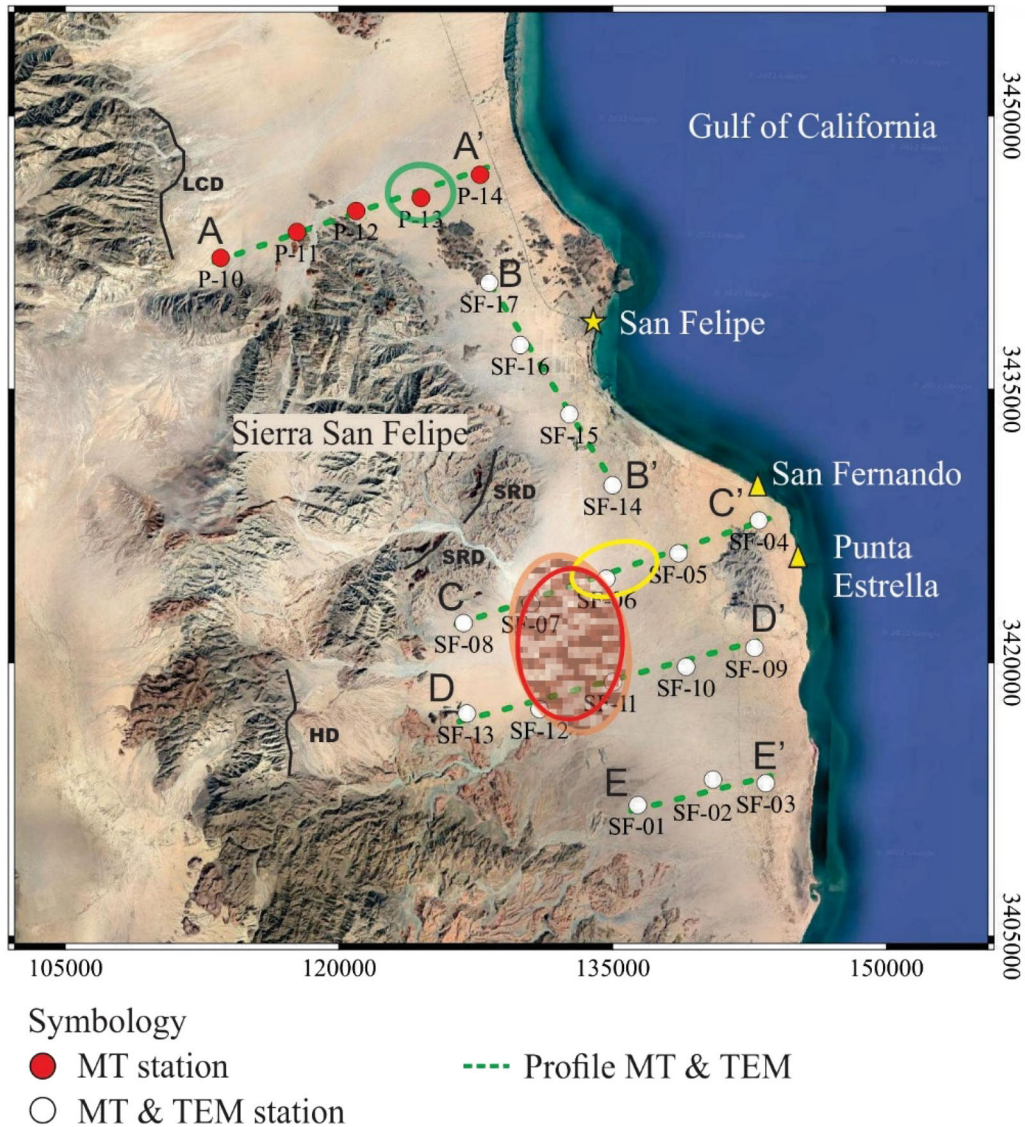 3450000
Gulf of California
A'
P-14
LCD
P-13
P-12
A
P-11
P-10
B
SF-17
San Felipe
SF-16
3435000
SF-15
Sierra San Felipe
San Fernando
B'
SRD
C'
SF-14
SF-04
Punta
Estrella
SRD
SF-05
SF-06
C
SF-07
D'
SF-08
3420000
SF-09
SF-10
D
SF-11
SF-12
SF-13
HD
E'
E
SF-02
SF-03
SF-01
3405000
105000 120000 135000 150000
Symbology
MT station
Profile MT & TEM
MT & TEM station